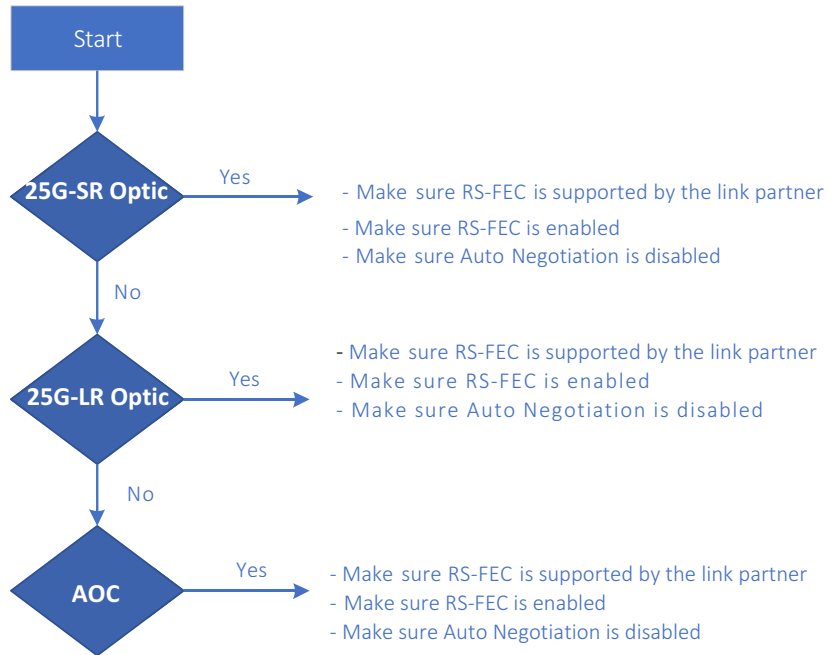 Start
25G-SR Optic
Yes
- Make sure RS-FEC is supported by the link partner
- Make sure RS-FEC is enabled
- Make sure Auto Negotiation is disabled
No
25G-LR Optic
Yes
- Make sure RS-FEC is supported by the link partner
- Make sure RS-FEC is enabled
- Make sure Auto Negotiation is disabled
No
AOC
Yes
- Make sure RS-FEC is supported by the link partner
- Make sure RS-FEC is enabled
- Make sure Auto Negotiation is disabled